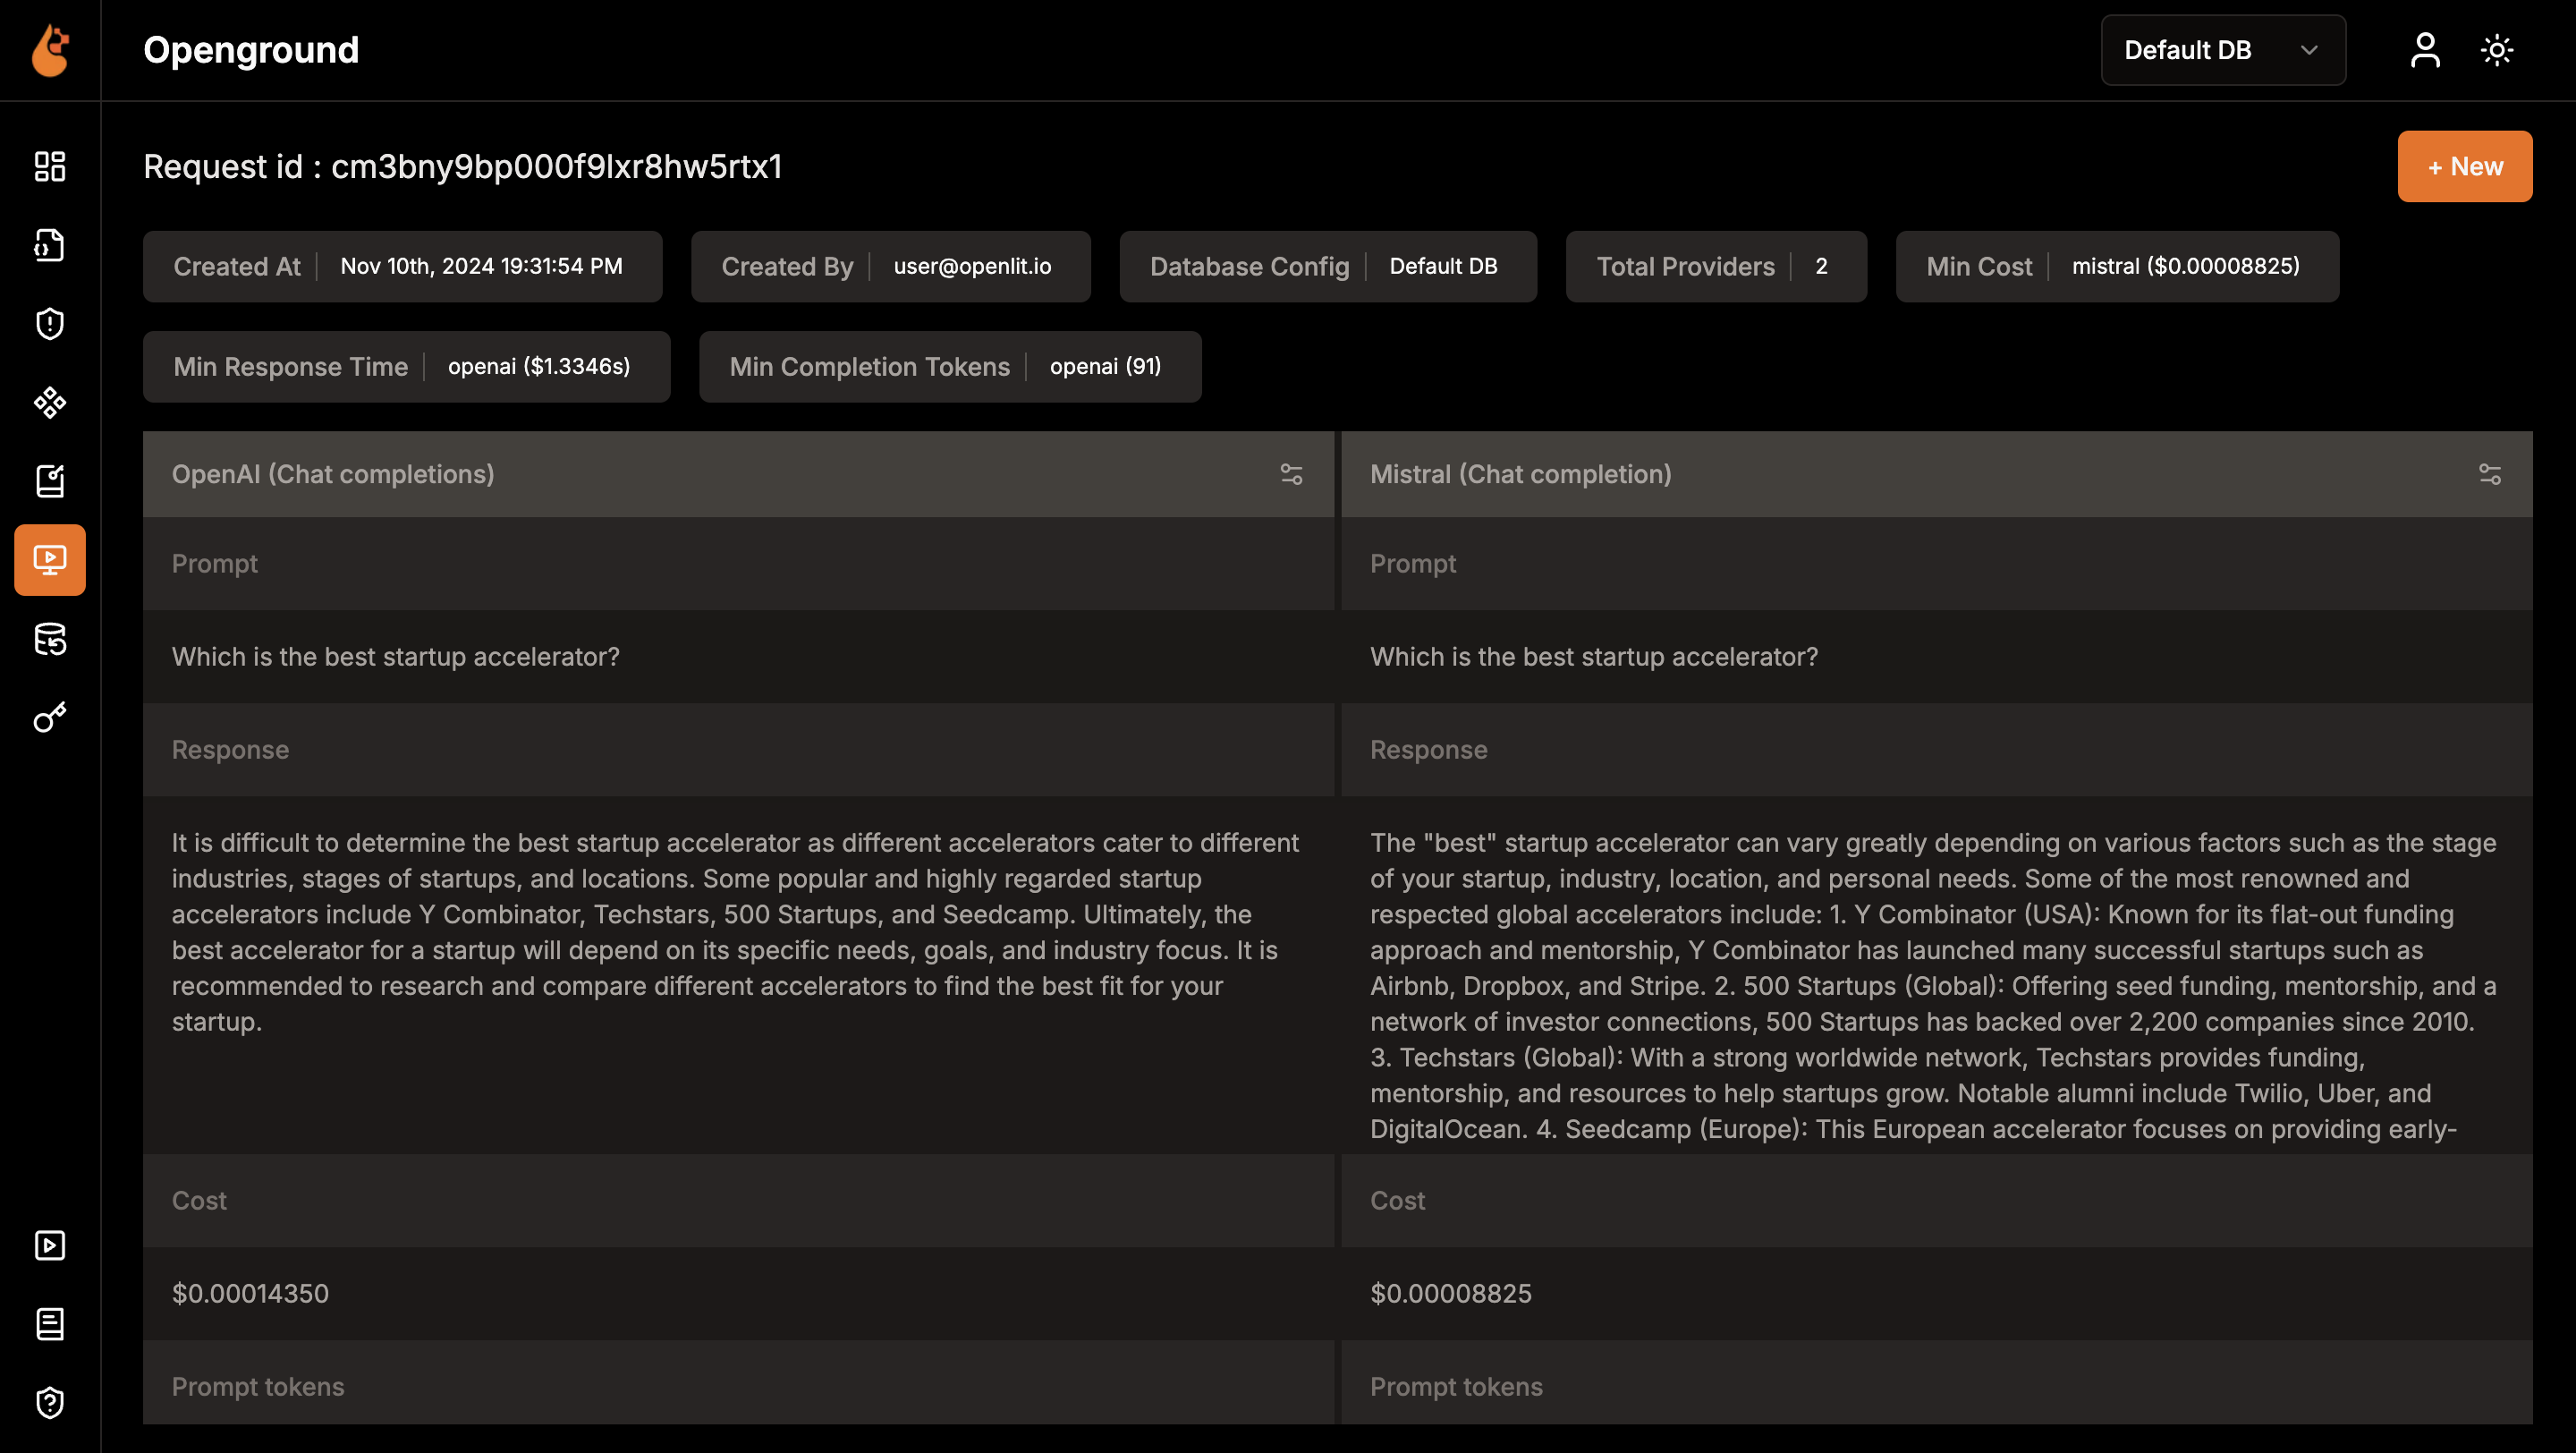 Openground
Default DB
Request id : cm3bny9bp000f9lxr8hw5rtx1
+ New
Created At | Nov 10th, 2024 19:31:54 PM
Created By | user@openlit.io
Database Config | Default DB
Total Providers | 2
Min Cost | mistral ($0.00008825)
Min Response Time | openai ($1.3346s)
Min Completion Tokens | openai (91)
OpenAI (Chat completions)
Prompt
Which is the best startup accelerator?
Response
It is difficult to determine the best startup accelerator as different accelerators cater to different
industries, stages of startups, and locations. Some popular and highly regarded startup
accelerators include Y Combinator, Techstars, 500 Startups, and Seedcamp. Ultimately, the
best accelerator for a startup will depend on its specific needs, goals, and industry focus. It is
recommended to research and compare different accelerators to find the best fit for your
startup.
Cost
$0.00014350
Prompt tokens
Mistral (Chat completion)
Prompt
Which is the best startup accelerator?
Response
The "best" startup accelerator can vary greatly depending on various factors such as the stage
of your startup, industry, location, and personal needs. Some of the most renowned and
respected global accelerators include: 1. Y Combinator (USA): Known for its flat-out funding
approach and mentorship, Y Combinator has launched many successful startups such as
Airbnb, Dropbox, and Stripe. 2. 500 Startups (Global): Offering seed funding, mentorship, and a
network of investor connections, 500 Startups has backed over 2,200 companies since 2010.
3. Techstars (Global): With a strong worldwide network, Techstars provides funding,
mentorship, and resources to help startups grow. Notable alumni include Twilio, Uber, and
DigitalOcean. 4. Seedcamp (Europe): This European accelerator focuses on providing early-
Cost
$0.00008825
Prompt tokens